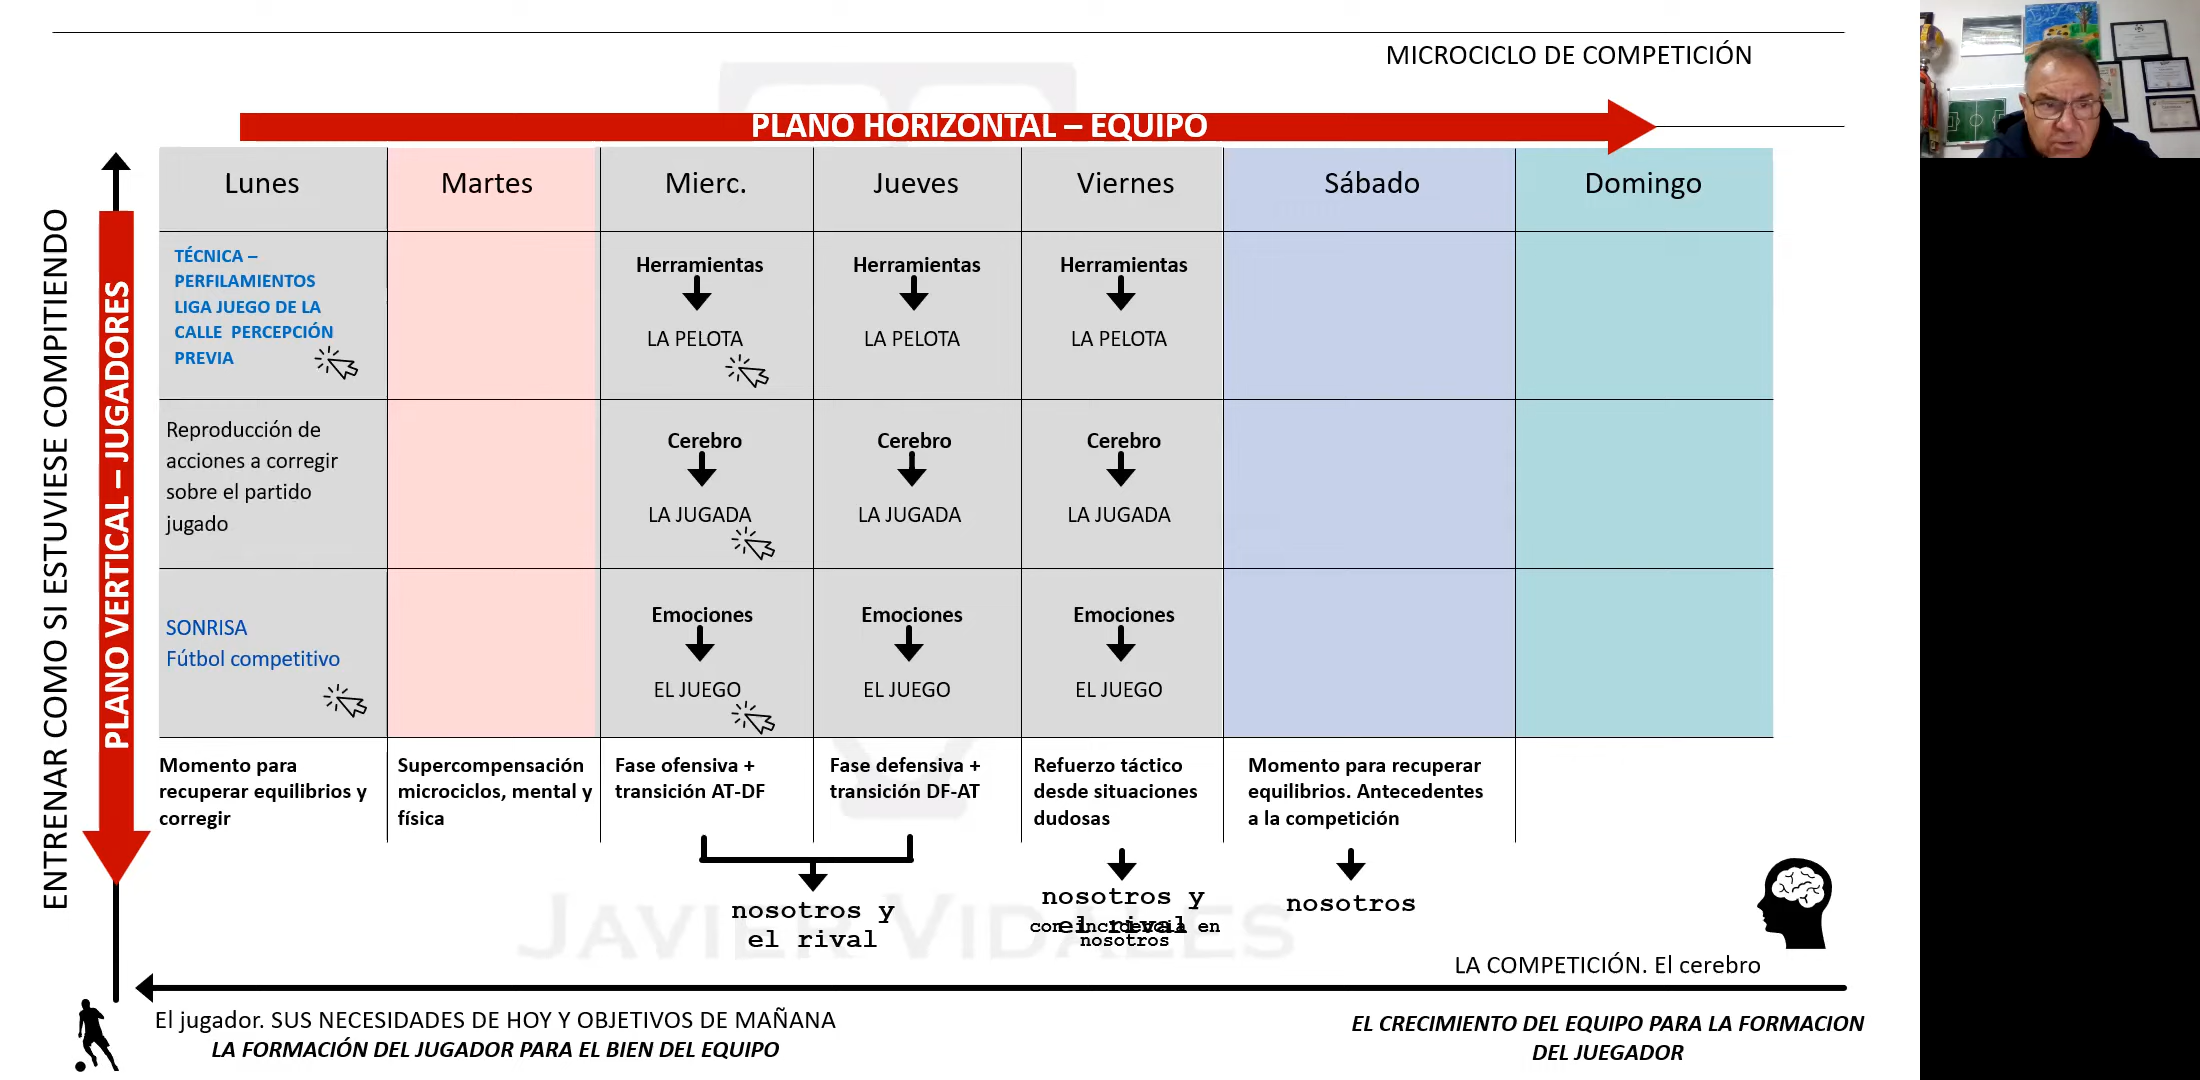 MICROCICLO DE COMPETICIÓN
PLANO HORIZONTAL – EQUIPO
ENTRENAR COMO SI ESTUVIESE COMPITIENDO
PLANO VERTICAL – JUGADORES
Lunes
Martes
Mierc.
Jueves
Viernes
Sábado
Domingo
TÉCNICA –
PERFILAMIENTOS
LIGA JUEGO DE LA
CALLE PERCEPCIÓN
PREVIA
Herramientas
LA PELOTA
Herramientas
LA PELOTA
Herramientas
LA PELOTA
Reproducción de
acciones a corregir
sobre el partido
jugado
Cerebro
LA JUGADA
Cerebro
LA JUGADA
Cerebro
LA JUGADA
SONRISA
Fútbol competitivo
Emociones
EL JUEGO
Emociones
EL JUEGO
Emociones
EL JUEGO
Momento para
recuperar equilibrios y
corregir
Supercompensación
microciclos, mental y
física
Fase ofensiva +
transición AT-DF
Fase defensiva +
transición DF-AT
Refuerzo táctico
desde situaciones
dudosas
Momento para recuperar
equilibrios. Antecedentes
a la competición
nosotros y
el rival
nosotros y
el rival
con incidencia en
nosotros
nosotros
JAVIER VIDALES
LA COMPETICIÓN. El cerebro
El jugador. SUS NECESIDADES DE HOY Y OBJETIVOS DE MAÑANA
LA FORMACIÓN DEL JUGADOR PARA EL BIEN DEL EQUIPO
EL CRECIMIENTO DEL EQUIPO PARA LA FORMACION
DEL JUEGADOR